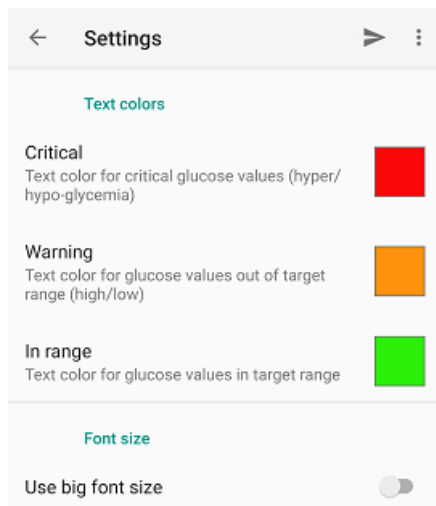 Settings
Text colors
Critical
Text color for critical glucose values (hyper/
hypo-glycemia)
Warning
Text color for glucose values out of target
range (high/low)
In range
Text color for glucose values in target range
Font size
Use big font size